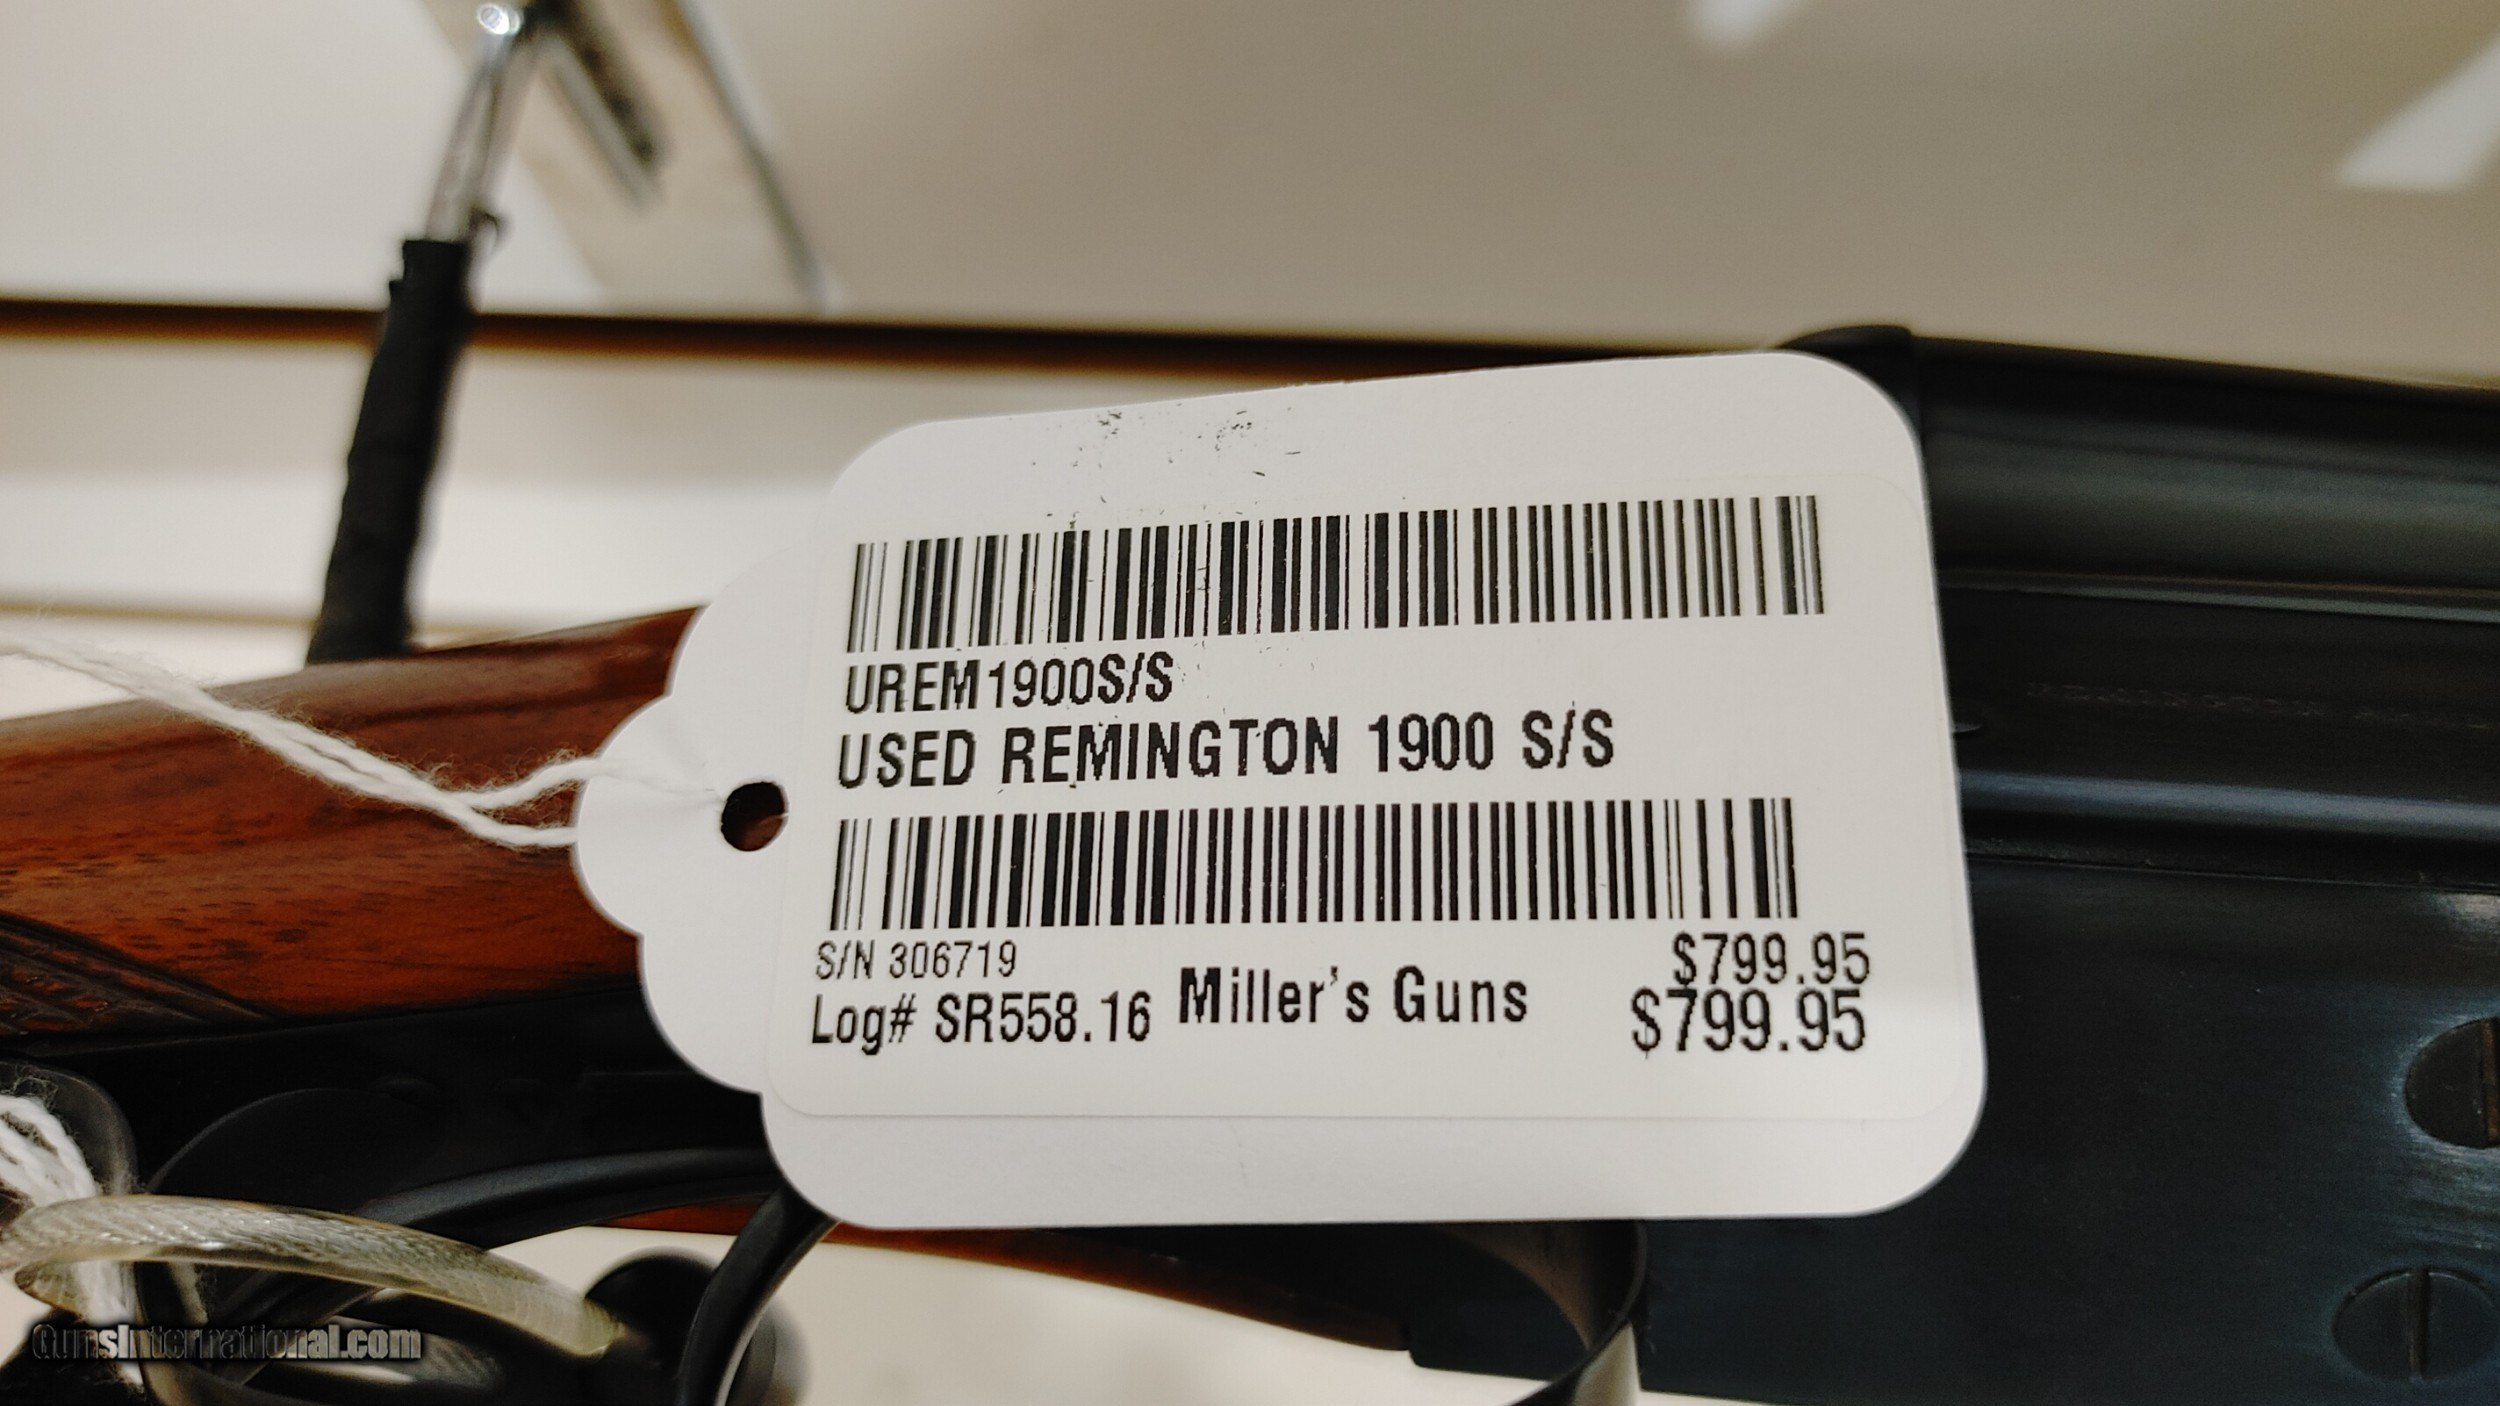 UREM1900S/S
USED REMINGTON 1900 S/S
S/N 306719
$799.95
Log# SR558.16
Miller's Guns
$799.95
GunsInternational.com